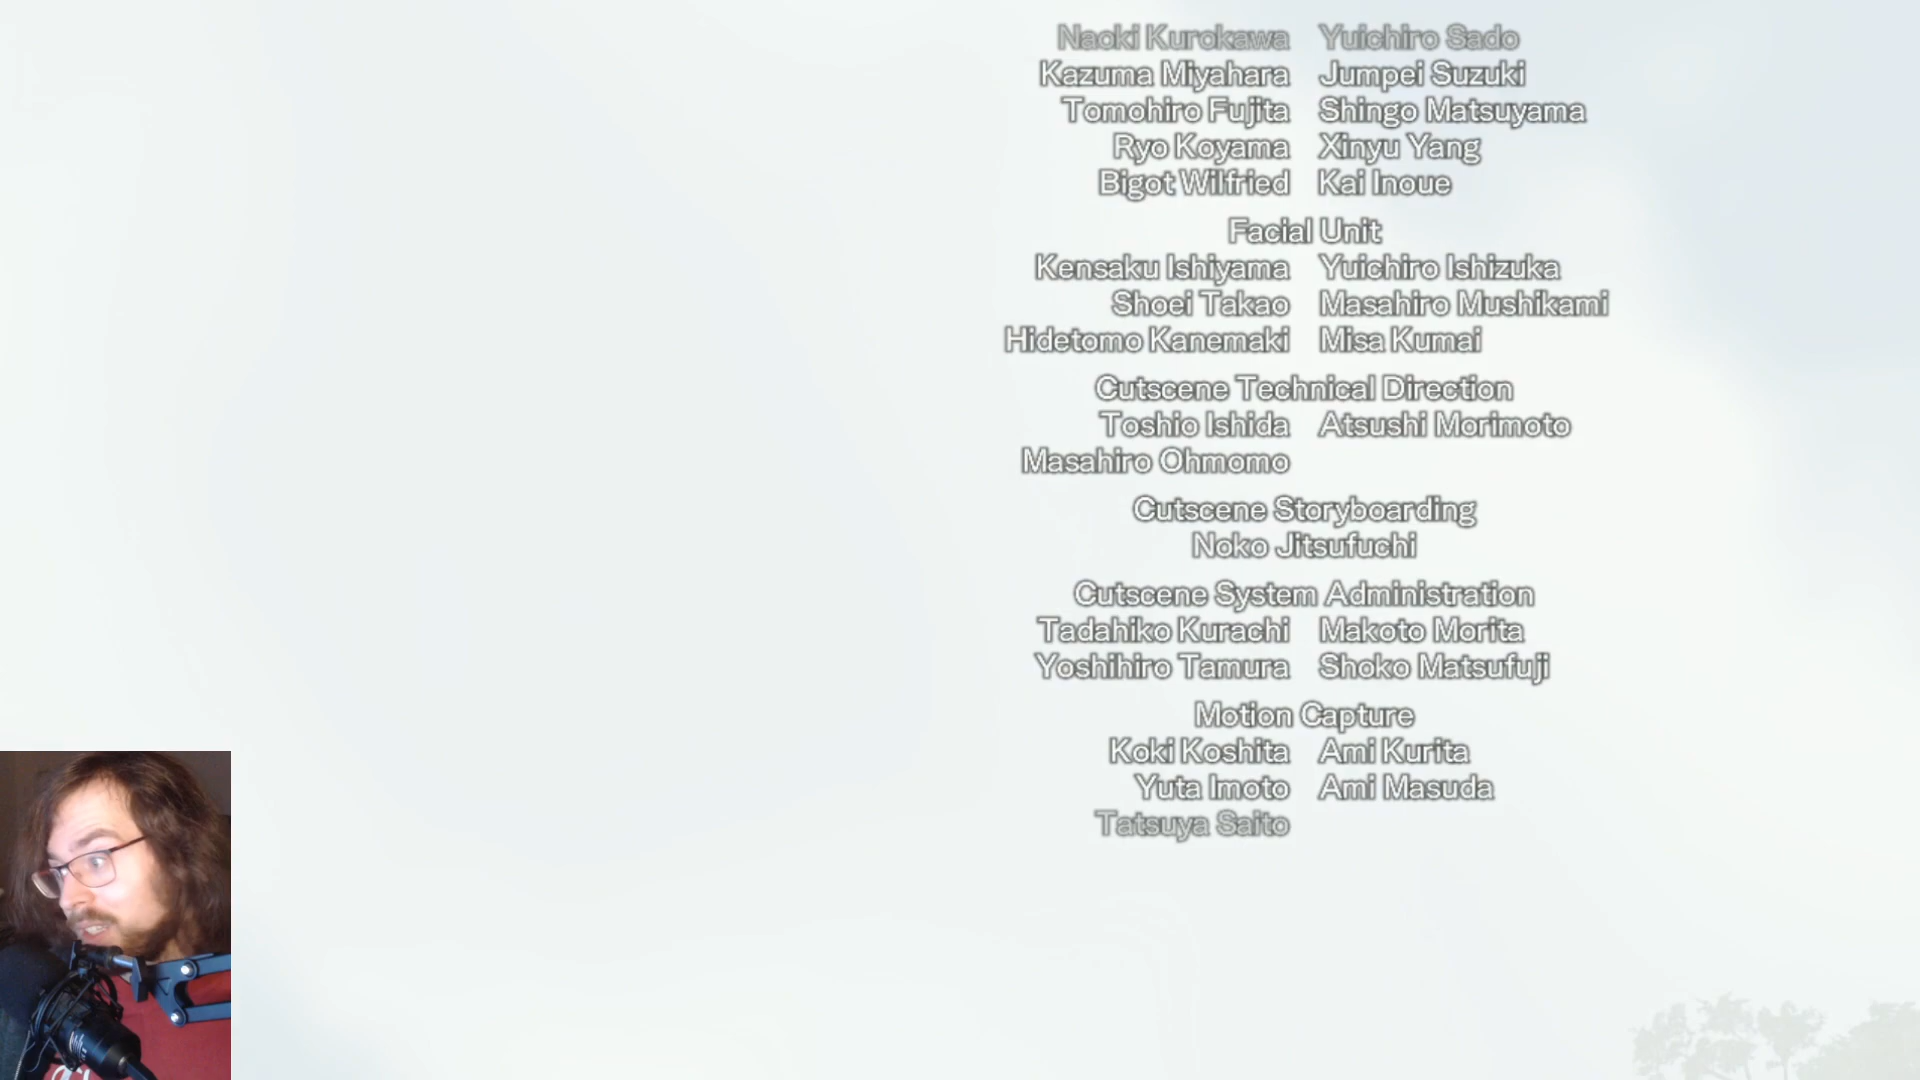 Naoki Kurokawa Yuichiro Sado
Kazuma Miyahara Jumpei Suzuki
Tomohiro Fujita Shingo Matsuyama
Ryo Koyama Xinyu Yang
Bigot Wilfried Kai Inoue
Facial Unit
Kensaku Ishiyama Yuichiro Ishizuka
Shoei Takao Masahiro Mushikami
Hidetomo Kanemaki Misa Kumai
Cutscene Technical Direction
Toshio Ishida Atsushi Morimoto
Masahiro Ohmomo
Cutscene Storyboarding
Noko Jitsufuchi
Cutscene System Administration
Tadahiko Kurachi Makoto Morita
Yoshihiro Tamura Shoko Matsufuji
Motion Capture
Koki Koshita Ami Kurita
Yuta Imoto Ami Masuda
Tatsuya Saito